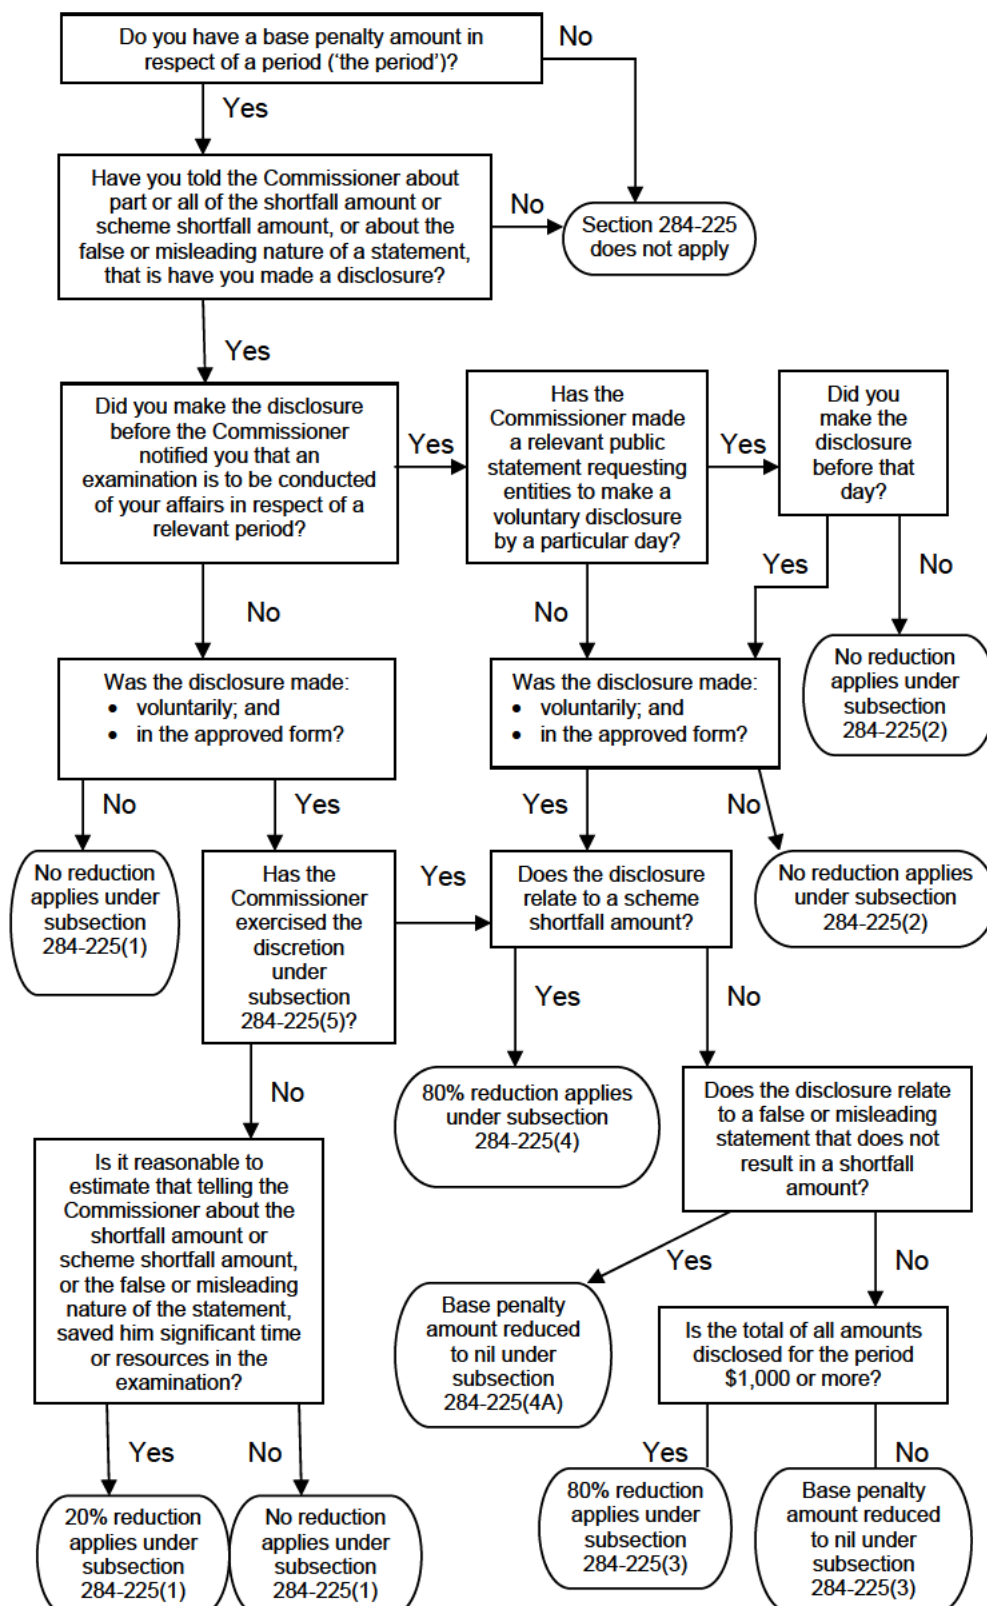 Do you have a base penalty amount in
respect of a period ('the period')?
No
Yes
Have you told the Commissioner about
part or all of the shortfall amount or
scheme shortfall amount, or about the
false or misleading nature of a statement,
that is have you made a disclosure?
No
Section 284-225
does not apply
Yes
Did you make the disclosure
before the Commissioner
notified you that an
examination is to be conducted
of your affairs in respect of a
relevant period?
Yes
Has the
Commissioner made
a relevant public
statement requesting
entities to make a
voluntary disclosure
by a particular day?
Yes
Did you
make the
disclosure
before that
day?
Yes
No
No
No
No reduction
applies under
subsection
284-225(2)
Was the disclosure made:
• voluntarily; and
• in the approved form?
Was the disclosure made:
• voluntarily; and
• in the approved form?
No
Yes
Yes
No
No reduction
applies under
subsection
284-225(1)
Has the
Commissioner
exercised the
discretion
under
subsection
284-225(5)?
Yes
Does the disclosure
relate to a scheme
shortfall amount?
No reduction applies
under subsection
284-225(2)
Yes
No
No
80% reduction applies
under subsection
284-225(4)
Does the disclosure relate
to a false or misleading
statement that does not
result in a shortfall
amount?
Is it reasonable to
estimate that telling the
Commissioner about the
shortfall amount or
scheme shortfall amount,
or the false or misleading
nature of the statement,
saved him significant time
or resources in the
examination?
Yes
No
Base penalty
amount reduced
to nil under
subsection
284-225(4A)
Is the total of all amounts
disclosed for the period
$1,000 or more?
Yes
No
Yes
No
20% reduction
applies under
subsection
284-225(1)
No reduction
applies under
subsection
284-225(1)
80% reduction
applies under
subsection
284-225(3)
Base penalty
amount reduced
to nil under
subsection
284-225(3)